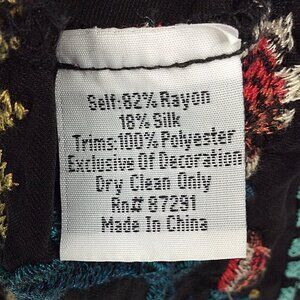 Self:82% Rayon
18% Silk
Trims:100% Polyester
Exclusive Of Decoration
Dry Clean Only
Rn# 87291
Made In China